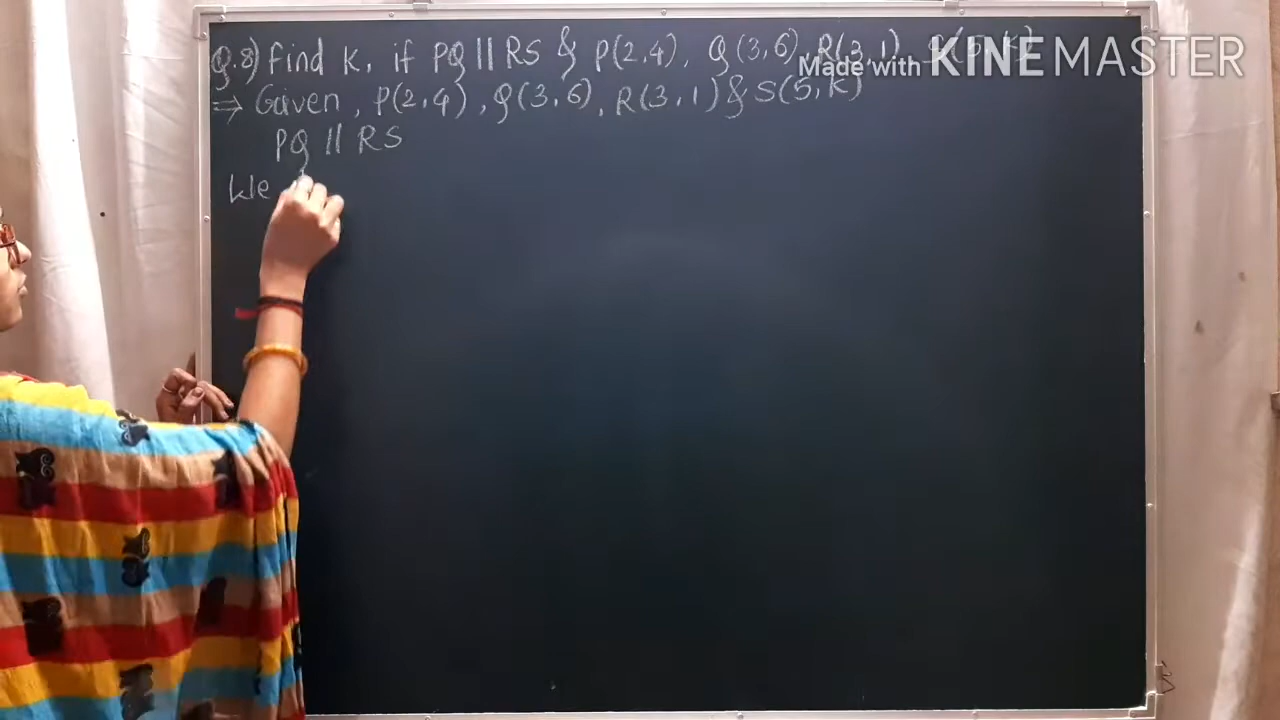 Q.8) Find K, if PQ || RS & P(2,4), Q(3,6), R(3,1), S(5,K)
Made with KINEMASTER
⇒ Given, P(2,4), Q(3,6), R(3,1) & S(5,K)
PQ || RS
We